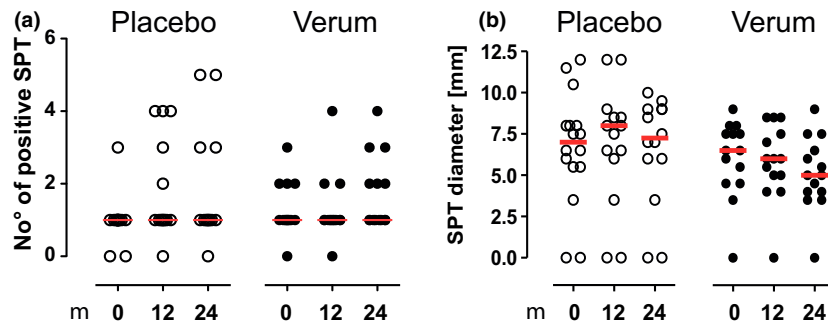 (a) Placebo Verum
No° of positive SPT
6
4
2
0
m 0 12 24 0 12 24
(b) Placebo Verum
SPT diameter [mm]
12.5
10.0
7.5
5.0
2.5
0.0
m 0 12 24 0 12 24